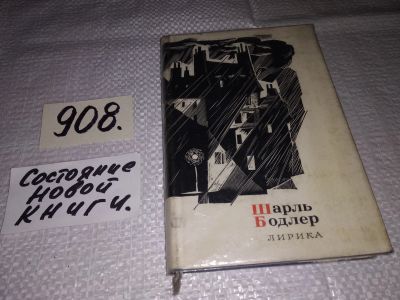 908.
Состояние
новой
книги.
Шарль
Бодлер
ЛИРИКА